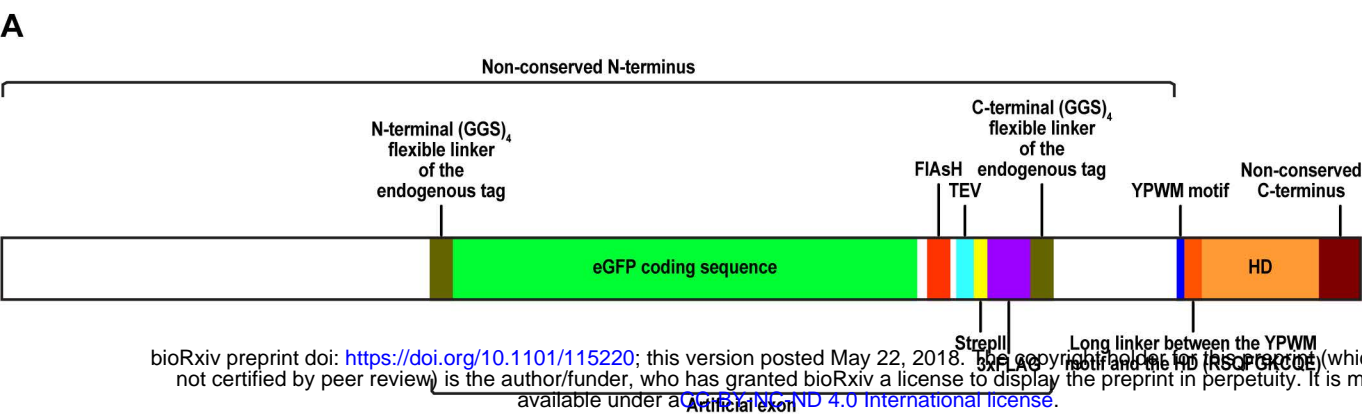 A
Non-conserved N-terminus
N-terminal (GGS)4
flexible linker
of the
endogenous tag
C-terminal (GGS)4
flexible linker
of the
endogenous tag
FlAsH
TEV
YPWM motif
Non-conserved
C-terminus
eGFP coding sequence
HD
StrepII
3xFLAG
Long linker between the YPWM
motif and the HD (RSQPGKCQE)
Artificial exon
bioRxiv preprint doi: https://doi.org/10.1101/115220; this version posted May 22, 2018. The copyright holder for this preprint (whic
not certified by peer review) is the author/funder, who has granted bioRxiv a license to display the preprint in perpetuity. It is m
available under aCC-BY-NC-ND 4.0 International license.